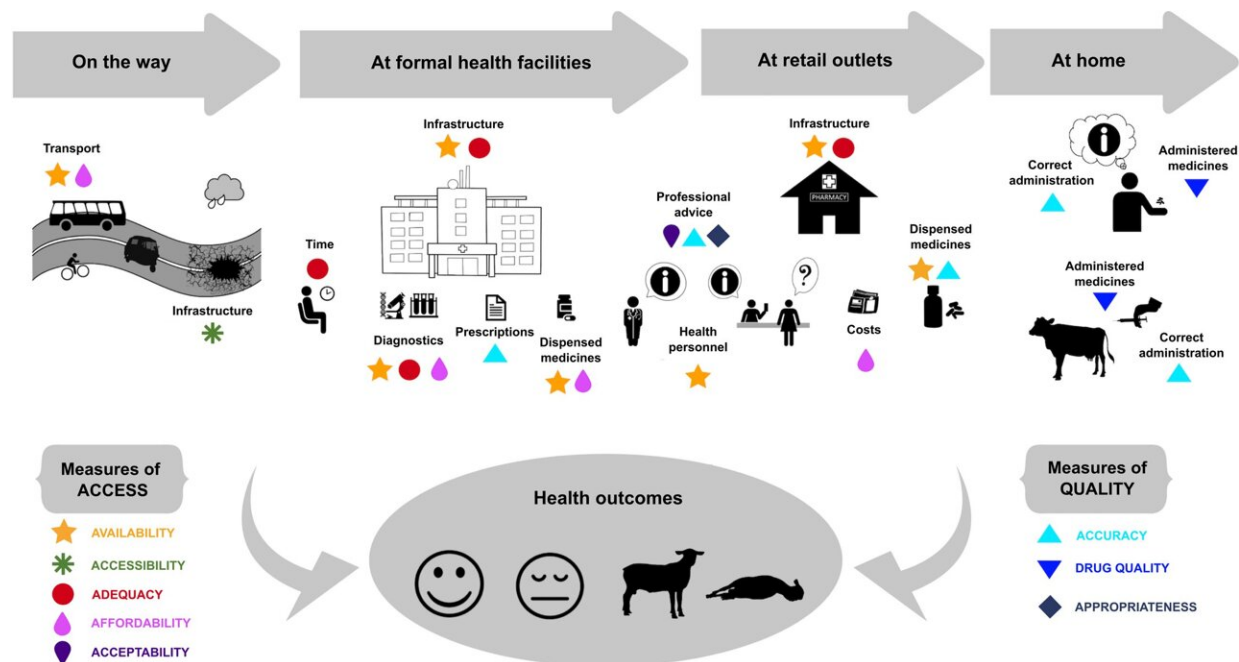 On the way
At formal health facilities
At retail outlets
At home
Transport
Infrastructure
Time
Infrastructure
Diagnostics
Prescriptions
Dispensed
medicines
Professional
advice
Health
personnel
Infrastructure
PHARMACY
?
Costs
Dispensed
medicines
Correct
administration
Administered
medicines
Administered
medicines
Correct
administration
Measures of
ACCESS
AVAILABILITY
ACCESSIBILITY
ADEQUACY
AFFORDABILITY
ACCEPTABILITY
Health outcomes
Measures of
QUALITY
ACCURACY
DRUG QUALITY
APPROPRIATENESS